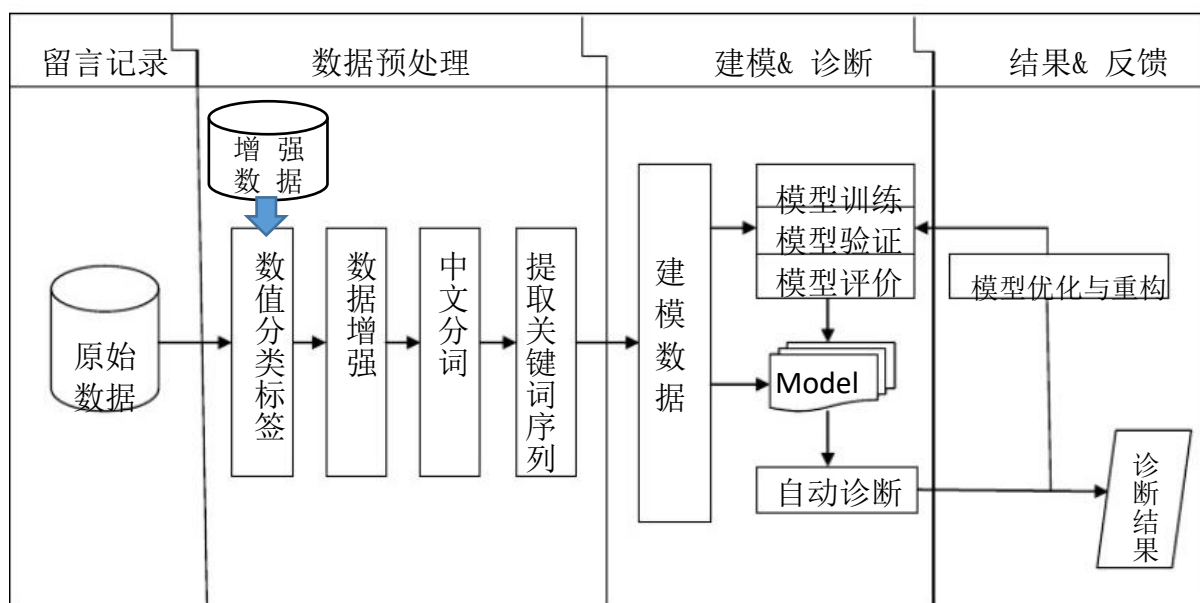 留言记录
数据预处理
建模& 诊断
结果& 反馈
增 强
数 据
原始
数据
数值分类标签
数据增强
中文分词
提取关键词序列
建模数据
模型训练
模型验证
模型评价
Model
自动诊断
模型优化与重构
诊断结果